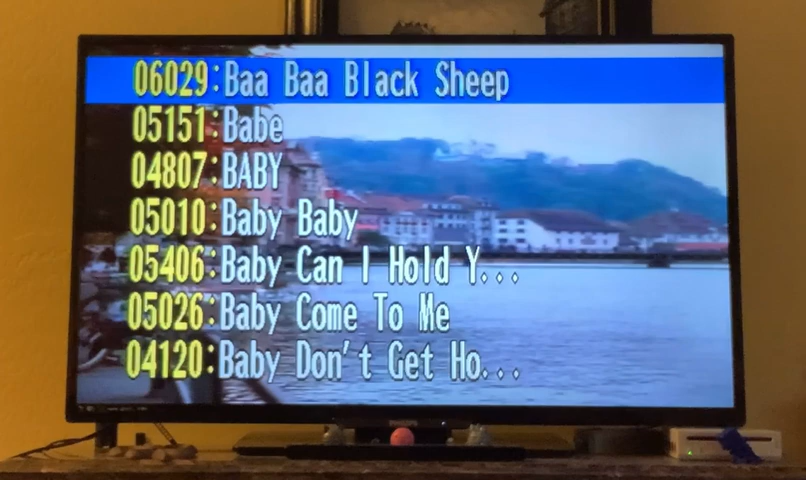 06029:Baa Baa Black Sheep
05151:Babe
04807:BABY
05010:Baby Baby
05406:Baby Can I Hold Y...
05026:Baby Come To Me
04120:Baby Don't Get Ho...